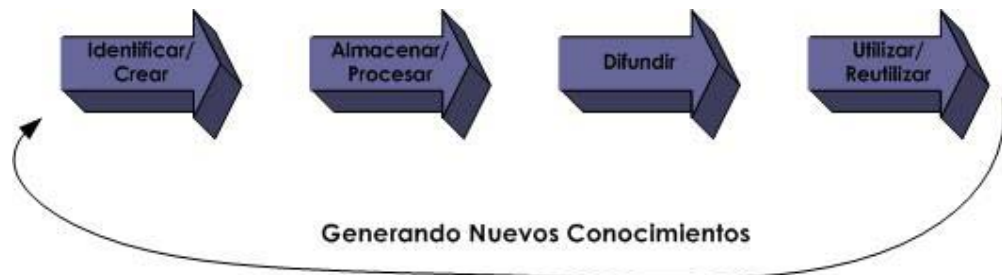 Identificar/
Crear
Almacenar/
Procesar
Difundir
Utilizar/
Reutilizar
Generando Nuevos Conocimientos